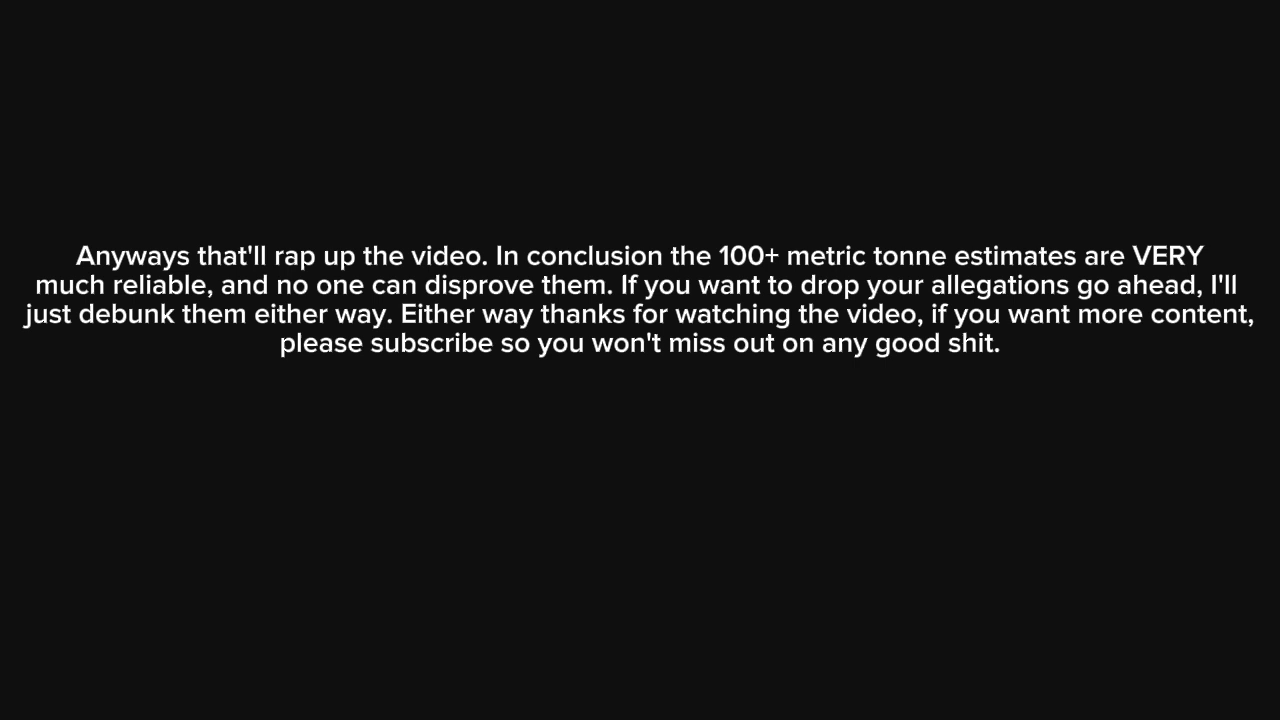 Anyways that'll rap up the video. In conclusion the 100+ metric tonne estimates are VERY
much reliable, and no one can disprove them. If you want to drop your allegations go ahead, I'll
just debunk them either way. Either way thanks for watching the video, if you want more content,
please subscribe so you won't miss out on any good shit.